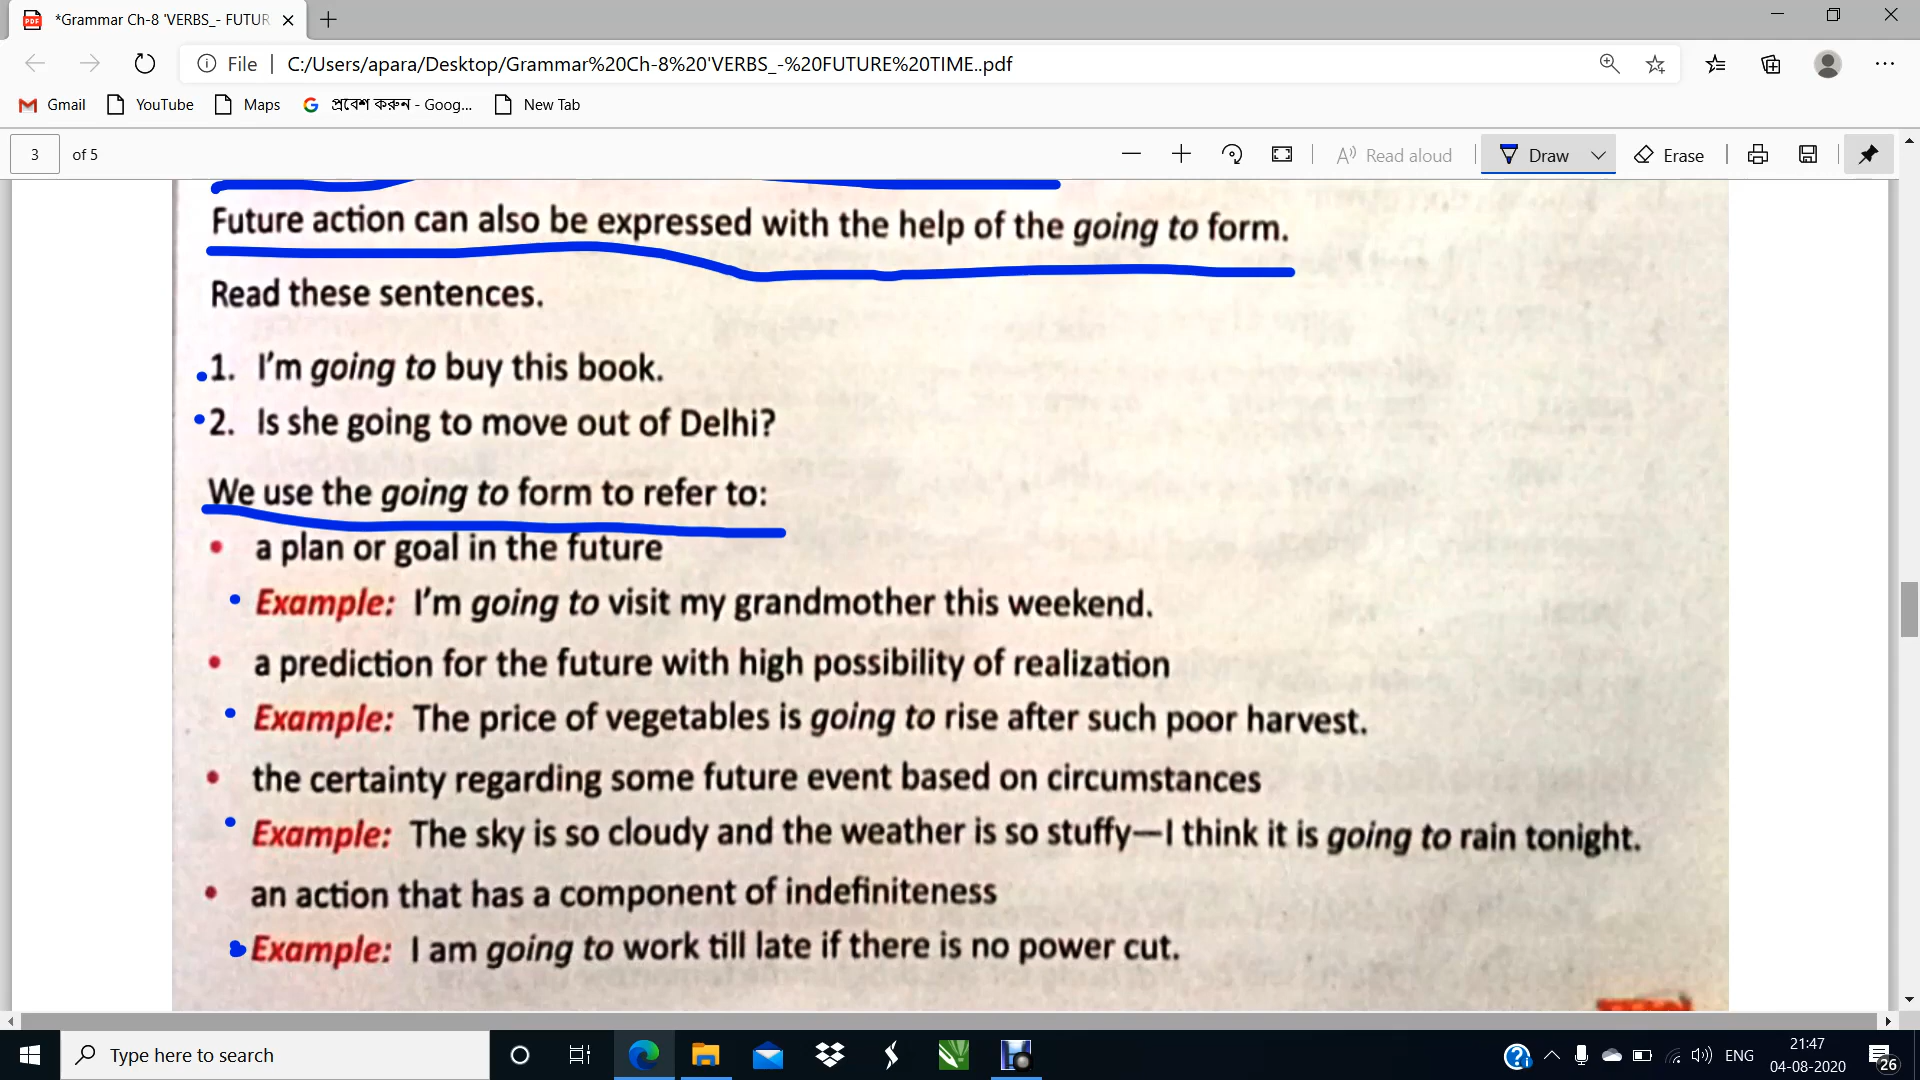 *Grammar Ch-8 'VERBS_- FUTUR
File
C:/Users/apara/Desktop/Grammar%20Ch-8%20'VERBS_-%20FUTURE%20TIME..pdf
Gmail
YouTube
Maps
প্রবেশ করুন - Goog...
New Tab
3 of 5
Read aloud
Draw
Erase
Future action can also be expressed with the help of the going to form.
Read these sentences.
1. I'm going to buy this book.
2. Is she going to move out of Delhi?
We use the going to form to refer to:
• a plan or goal in the future
Example: I'm going to visit my grandmother this weekend.
• a prediction for the future with high possibility of realization
Example: The price of vegetables is going to rise after such poor harvest.
• the certainty regarding some future event based on circumstances
Example: The sky is so cloudy and the weather is so stuffy—I think it is going to rain tonight.
• an action that has a component of indefiniteness
Example: I am going to work till late if there is no power cut.
Type here to search
ENG
21:47
04-08-2020
26